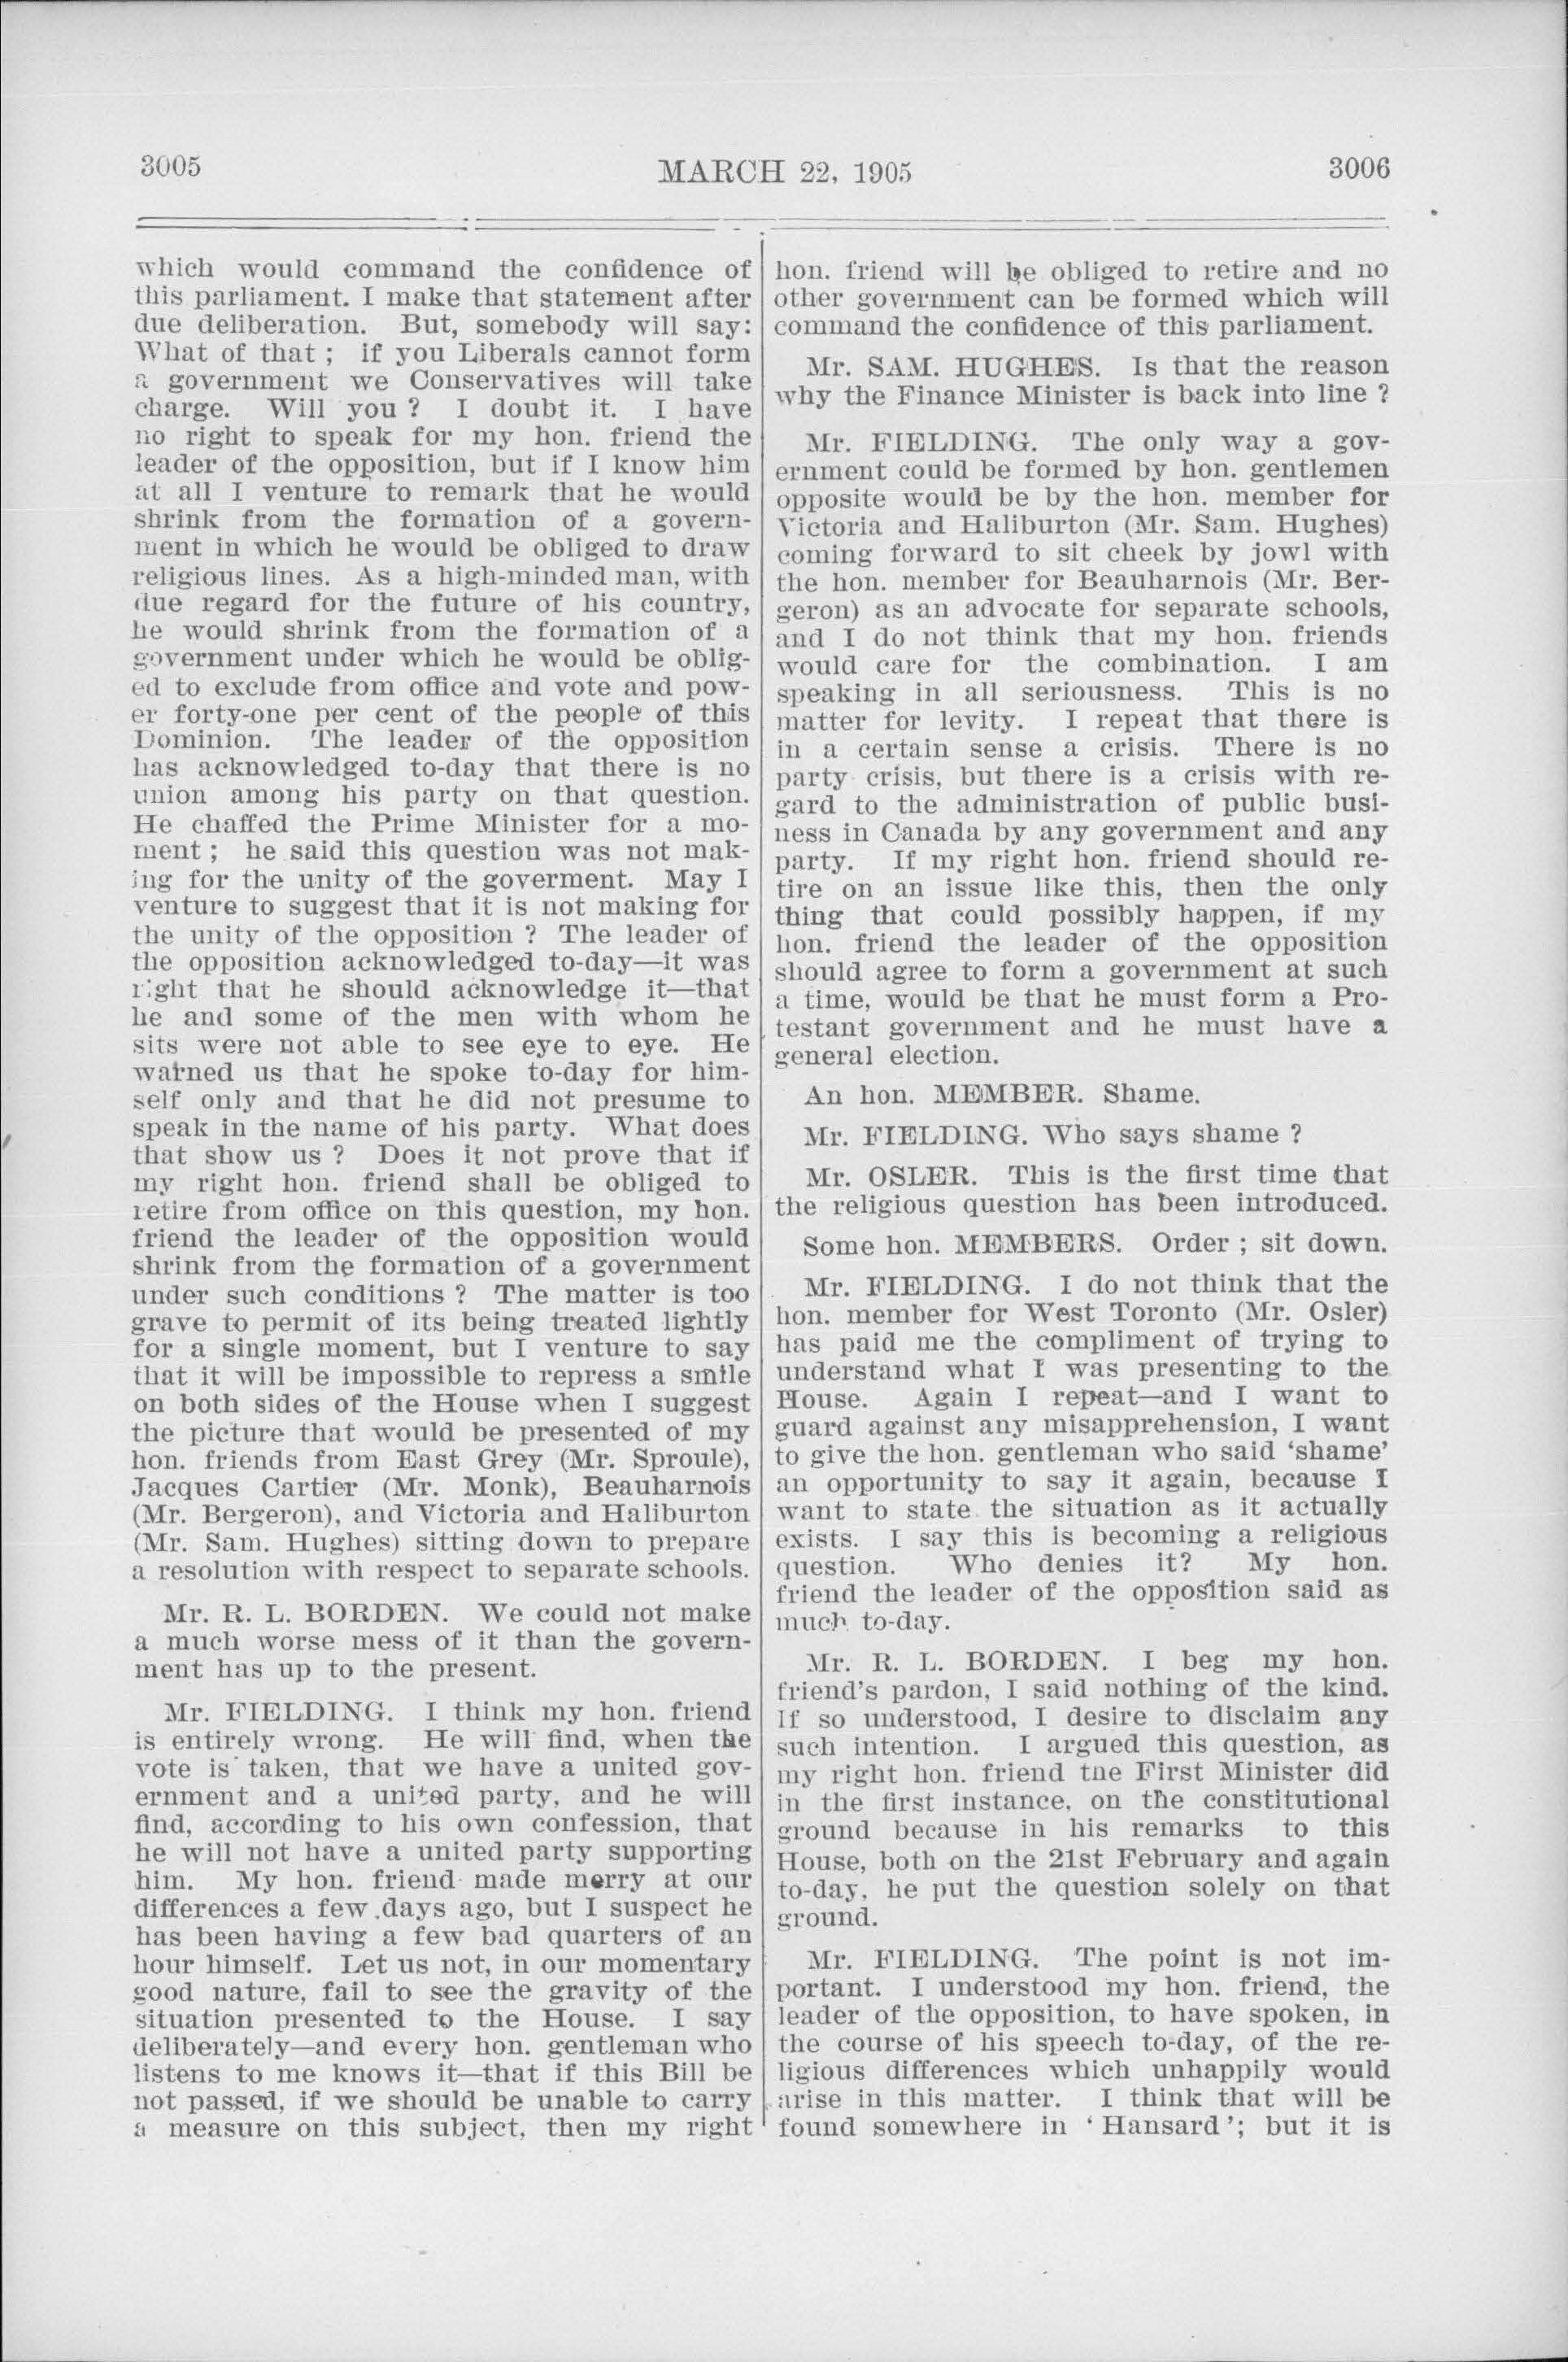 3005
MARCH 22, 1905
3006
which would command the confidence of
this parliament. I make that statement after
due deliberation. But, somebody will say:
What of that ; if you Liberals cannot form
a government we Conservatives will take
charge. Will you ? I doubt it. I have
no right to speak for my hon. friend the
leader of the opposition, but if I know him
at all I venture to remark that he would
shrink from the formation of a govern-
ment in which he would be obliged to draw
religious lines. As a high-minded man, with
due regard for the future of his country,
he would shrink from the formation of a
government under which he would be oblig-
ed to exclude from office and vote and pow-
er forty-one per cent of the people of this
Dominion. The leader of the opposition
has acknowledged to-day that there is no
union among his party on that question.
He chaffed the Prime Minister for a mo-
ment ; he said this question was not mak-
ing for the unity of the goverment. May I
venture to suggest that it is not making for
the unity of the opposition ? The leader of
the opposition acknowledged to-day—it was
right that he should acknowledge it—that
he and some of the men with whom he
sits were not able to see eye to eye. He
warned us that he spoke to-day for him-
self only and that he did not presume to
speak in the name of his party. What does
that show us ? Does it not prove that if
my right hon. friend shall be obliged to
retire from office on this question, my hon.
friend the leader of the opposition would
shrink from the formation of a government
under such conditions ? The matter is too
grave to permit of its being treated lightly
for a single moment, but I venture to say
that it will be impossible to repress a smile
on both sides of the House when I suggest
the picture that would be presented of my
hon. friends from East Grey (Mr. Sproule),
Jacques Cartier (Mr. Monk), Beauharnois
(Mr. Bergeron), and Victoria and Haliburton
(Mr. Sam. Hughes) sitting down to prepare
a resolution with respect to separate schools.
Mr. R. L. BORDEN. We could not make
a much worse mess of it than the govern-
ment has up to the present.
Mr. FIELDING. I think my hon. friend
is entirely wrong. He will find, when the
vote is taken, that we have a united gov-
ernment and a united party, and he will
find, according to his own confession, that
he will not have a united party supporting
him. My hon. friend made merry at our
differences a few days ago, but I suspect he
has been having a few bad quarters of an
hour himself. Let us not, in our momentary
good nature, fail to see the gravity of the
situation presented to the House. I say
deliberately—and every hon. gentleman who
listens to me knows it—that if this Bill be
not passed, if we should be unable to carry
a measure on this subject, then my right
hon. friend will be obliged to retire and no
other government can be formed which will
command the confidence of this parliament.
Mr. SAM. HUGHES. Is that the reason
why the Finance Minister is back into line ?
Mr. FIELDING. The only way a gov-
ernment could be formed by hon. gentlemen
opposite would be by the hon. member for
Victoria and Haliburton (Mr. Sam. Hughes)
coming forward to sit cheek by jowl with
the hon. member for Beauharnois (Mr. Ber-
geron) as an advocate for separate schools,
and I do not think that my hon. friends
would care for the combination. I am
speaking in all seriousness. This is no
matter for levity. I repeat that there is
in a certain sense a crisis. There is no
party crisis, but there is a crisis with re-
gard to the administration of public busi-
ness in Canada by any government and any
party. If my right hon. friend should re-
tire on an issue like this, then the only
thing that could possibly happen, if my
hon. friend the leader of the opposition
should agree to form a government at such
a time, would be that he must form a Pro-
testant government and he must have a
general election.
An hon. MEMBER. Shame.
Mr. FIELDING. Who says shame ?
Mr. OSLER. This is the first time that
the religious question has been introduced.
Some hon. MEMBERS. Order ; sit down.
Mr. FIELDING. I do not think that the
hon. member for West Toronto (Mr. Osler)
has paid me the compliment of trying to
understand what I was presenting to the
House. Again I repeat—and I want to
guard against any misapprehension, I want
to give the hon. gentleman who said ‘shame’
an opportunity to say it again, because I
want to state the situation as it actually
exists. I say this is becoming a religious
question. Who denies it? My hon.
friend the leader of the opposition said as
much to-day.
Mr. R. L. BORDEN. I beg my hon.
friend's pardon, I said nothing of the kind.
If so understood, I desire to disclaim any
such intention. I argued this question, as
my right hon. friend tne First Minister did
in the first instance, on the constitutional
ground because in his remarks to this
House, both on the 21st February and again
to-day, he put the question solely on that
ground.
Mr. FIELDING. The point is not im-
portant. I understood my hon. friend, the
leader of the opposition, to have spoken, in
the course of his speech to-day, of the re-
ligious differences which unhappily would
arise in this matter. I think that will be
found somewhere in ‘ Hansard ’; but it is